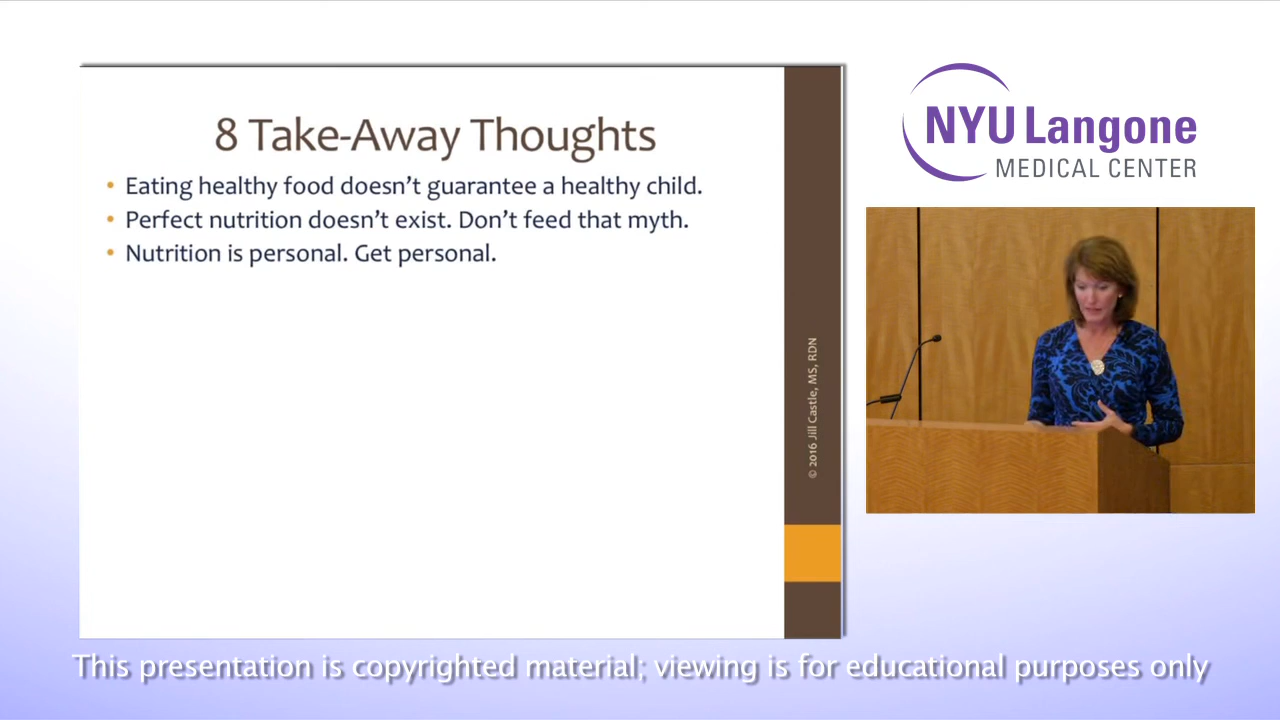 8 Take-Away Thoughts
• Eating healthy food doesn't guarantee a healthy child.
• Perfect nutrition doesn't exist. Don't feed that myth.
• Nutrition is personal. Get personal.
© 2016 Jill Castle, MS, RDN
NYU Langone
MEDICAL CENTER
This presentation is copyrighted material; viewing is for educational purposes only